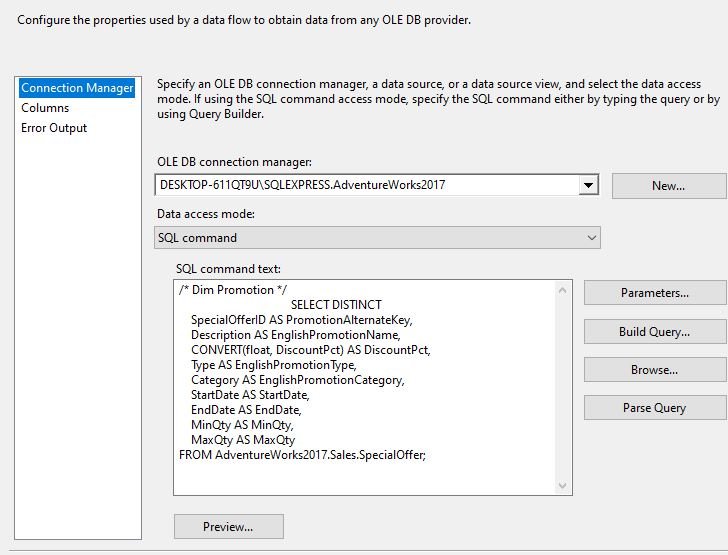 Configure the properties used by a data flow to obtain data from any OLE DB provider.
Connection Manager
Columns
Error Output
Specify an OLE DB connection manager, a data source, or a data source view, and select the data access
mode. If using the SQL command access mode, specify the SQL command either by typing the query or by
using Query Builder.
OLE DB connection manager:
DESKTOP-611QT9U\SQLEXPRESS.AdventureWorks2017
New...
Data access mode:
SQL command
SQL command text:
/* Dim Promotion */
SELECT DISTINCT
SpecialOfferID AS PromotionAlternateKey,
Description AS EnglishPromotionName,
CONVERT(float, DiscountPct) AS DiscountPct,
Type AS EnglishPromotionType,
Category AS EnglishPromotionCategory,
StartDate AS StartDate,
EndDate AS EndDate,
MinQty AS MinQty,
MaxQty AS MaxQty
FROM AdventureWorks2017.Sales.SpecialOffer;
Parameters...
Build Query...
Browse...
Parse Query
Preview...